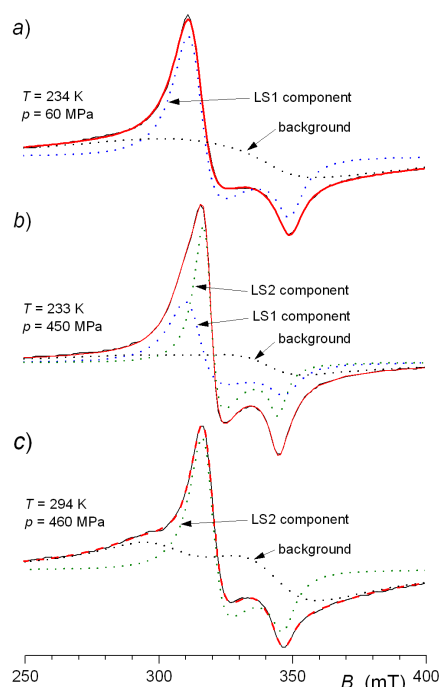 a)
T = 234 K
p = 60 MPa
LS1 component
background
b)
T = 233 K
p = 450 MPa
LS2 component
LS1 component
background
c)
T = 294 K
p = 460 MPa
LS2 component
background
250 300 350 400
B (mT)